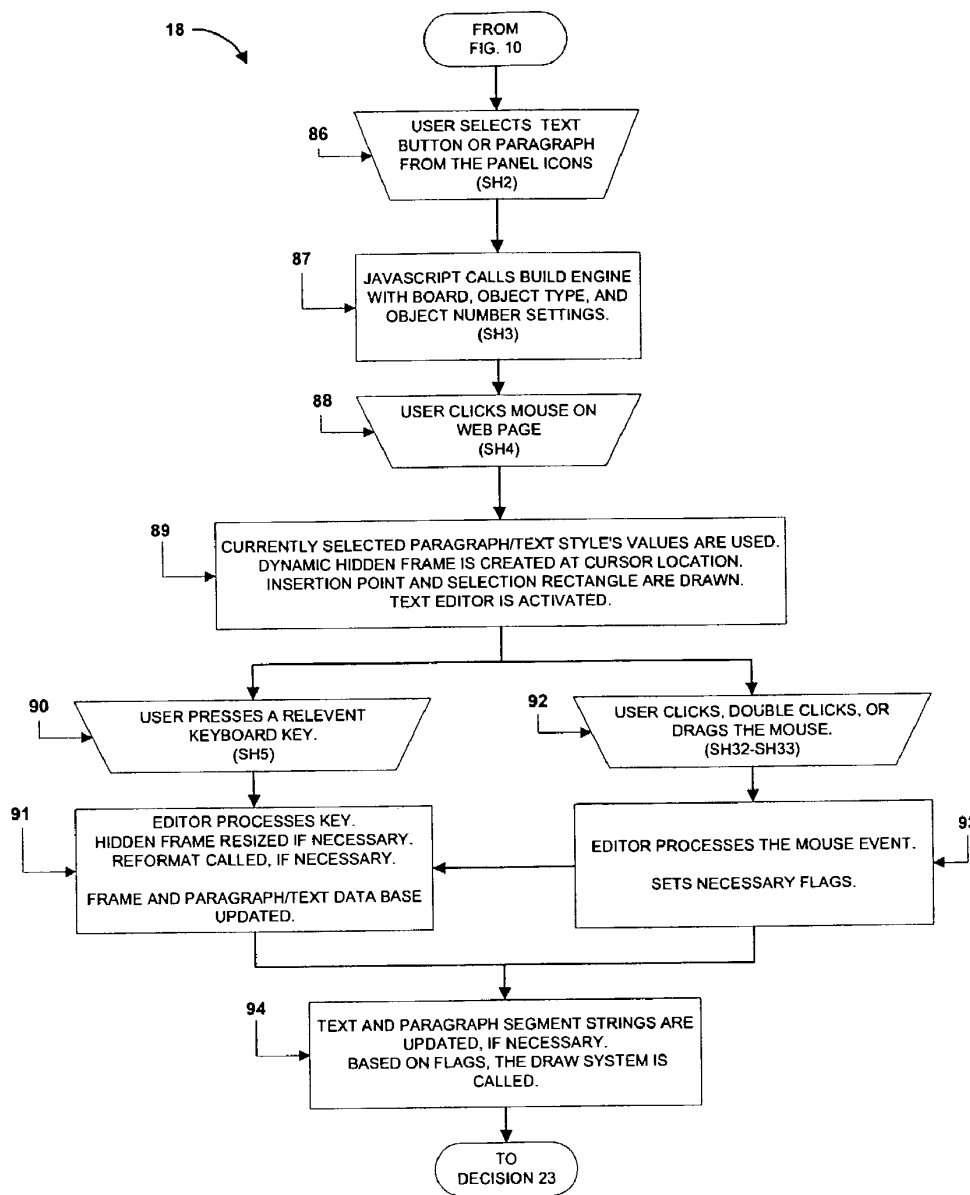 18
FROM
FIG. 10
86
USER SELECTS TEXT
BUTTON OR PARAGRAPH
FROM THE PANEL ICONS
(SH2)
87
JAVASCRIPT CALLS BUILD ENGINE
WITH BOARD, OBJECT TYPE, AND
OBJECT NUMBER SETTINGS.
(SH3)
88
USER CLICKS MOUSE ON
WEB PAGE
(SH4)
89
CURRENTLY SELECTED PARAGRAPH/TEXT STYLE'S VALUES ARE USED.
DYNAMIC HIDDEN FRAME IS CREATED AT CURSOR LOCATION.
INSERTION POINT AND SELECTION RECTANGLE ARE DRAWN.
TEXT EDITOR IS ACTIVATED.
90
USER PRESSES A RELEVENT
KEYBOARD KEY.
(SH5)
92
USER CLICKS, DOUBLE CLICKS, OR
DRAGS THE MOUSE.
(SH32-SH33)
91
EDITOR PROCESSES KEY.
HIDDEN FRAME RESIZED IF NECESSARY.
REFORMAT CALLED, IF NECESSARY.
FRAME AND PARAGRAPH/TEXT DATA BASE
UPDATED.
EDITOR PROCESSES THE MOUSE EVENT.
SETS NECESSARY FLAGS.
94
TEXT AND PARAGRAPH SEGMENT STRINGS ARE
UPDATED, IF NECESSARY.
BASED ON FLAGS, THE DRAW SYSTEM IS
CALLED.
TO
DECISION 23